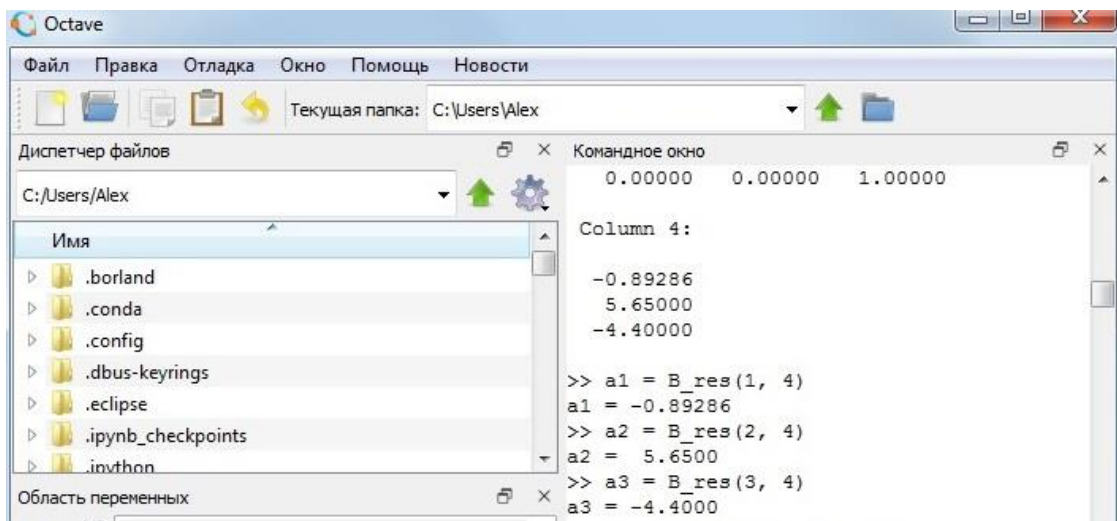 Octave
Файл Правка Отладка Окно Помощь Новости
Текущая папка: C:\Users\Alex
Диспетчер файлов
C:/Users/Alex
Имя
.borland
.conda
.config
.dbus-keyrings
.eclipse
.ipynb_checkpoints
.ipython
Область переменных
Командное окно
0.00000 0.00000 1.00000
Column 4:
-0.89286
5.65000
-4.40000
>> a1 = B_res(1, 4)
a1 = -0.89286
>> a2 = B_res(2, 4)
a2 = 5.6500
>> a3 = B_res(3, 4)
a3 = -4.4000